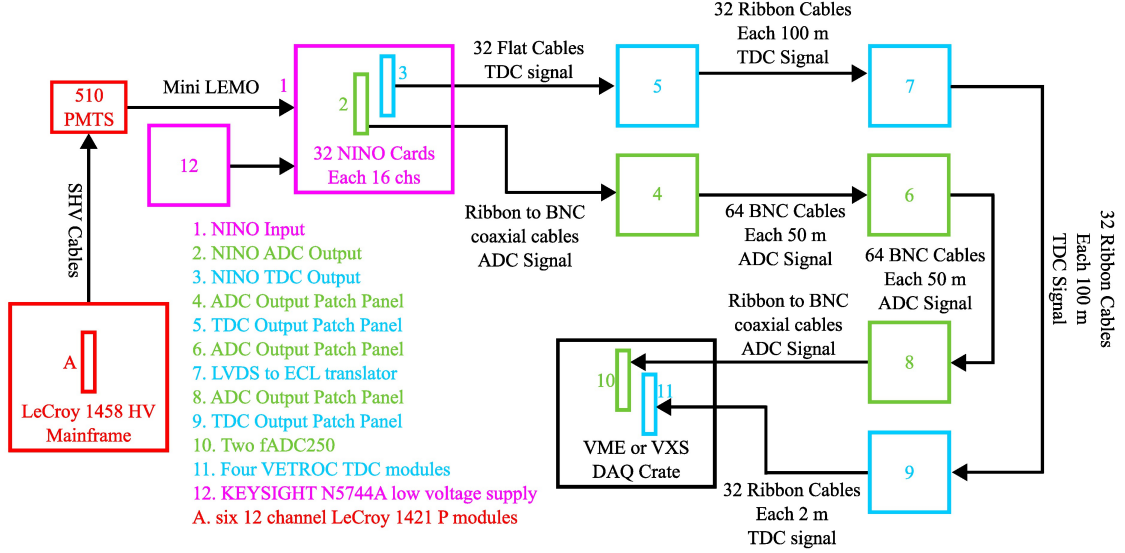 32 Ribbon Cables
Each 100 m
TDC Signal
32 Flat Cables
TDC signal
510
PMTS
Mini LEMO
1
2
3
32 NINO Cards
Each 16 chs
12
5
7
SHV Cables
Ribbon to BNC
coaxial cables
ADC Signal
4
64 BNC Cables
Each 50 m
ADC Signal
6
64 BNC Cables
Each 50 m
ADC Signal
32 Ribbon Cables
Each 100 m
TDC Signal
1. NINO Input
2. NINO ADC Output
3. NINO TDC Output
4. ADC Output Patch Panel
5. TDC Output Patch Panel
6. ADC Output Patch Panel
7. LVDS to ECL translator
8. ADC Output Patch Panel
9. TDC Output Patch Panel
10. Two fADC250
11. Four VETROC TDC modules
12. KEYSIGHT N5744A low voltage supply
A. six 12 channel LeCroy 1421 P modules
A
LeCroy 1458 HV
Mainframe
Ribbon to BNC
coaxial cables
ADC Signal
8
10
11
VME or VXS
DAQ Crate
9
32 Ribbon Cables
Each 2 m
TDC signal